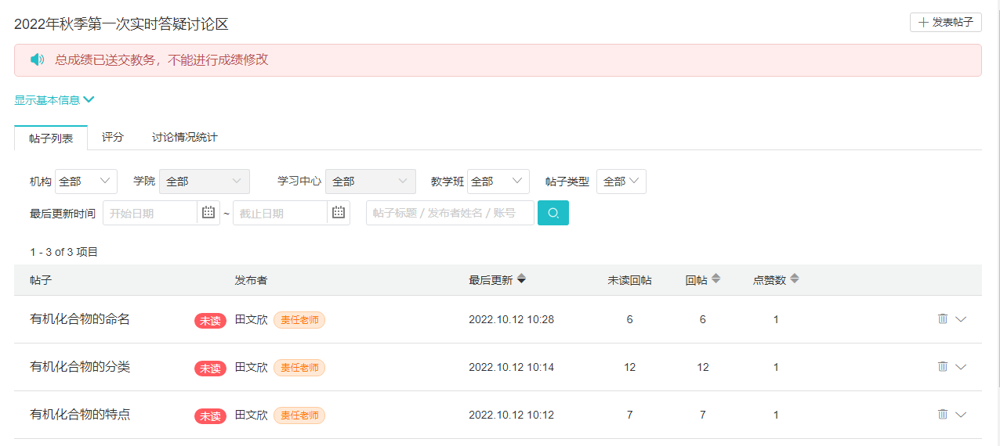 2022年秋季第一次实时答疑讨论区 发表帖子
总成绩已送交教务，不能进行成绩修改
显示基本信息
帖子列表 评分 讨论情况统计
机构 全部 学院 全部 学习中心 全部 教学班 全部 帖子类型 全部
最后更新时间 开始日期 ~ 截止日期 帖子标题 / 发布者姓名 / 账号
1 - 3 of 3 项目
帖子 发布者 最后更新 未读回帖 回帖 点赞数
有机化合物的命名 未读 田文欣 责任老师 2022.10.12 10:28 6 6 1
有机化合物的分类 未读 田文欣 责任老师 2022.10.12 10:14 12 12 1
有机化合物的特点 未读 田文欣 责任老师 2022.10.12 10:12 7 7 1